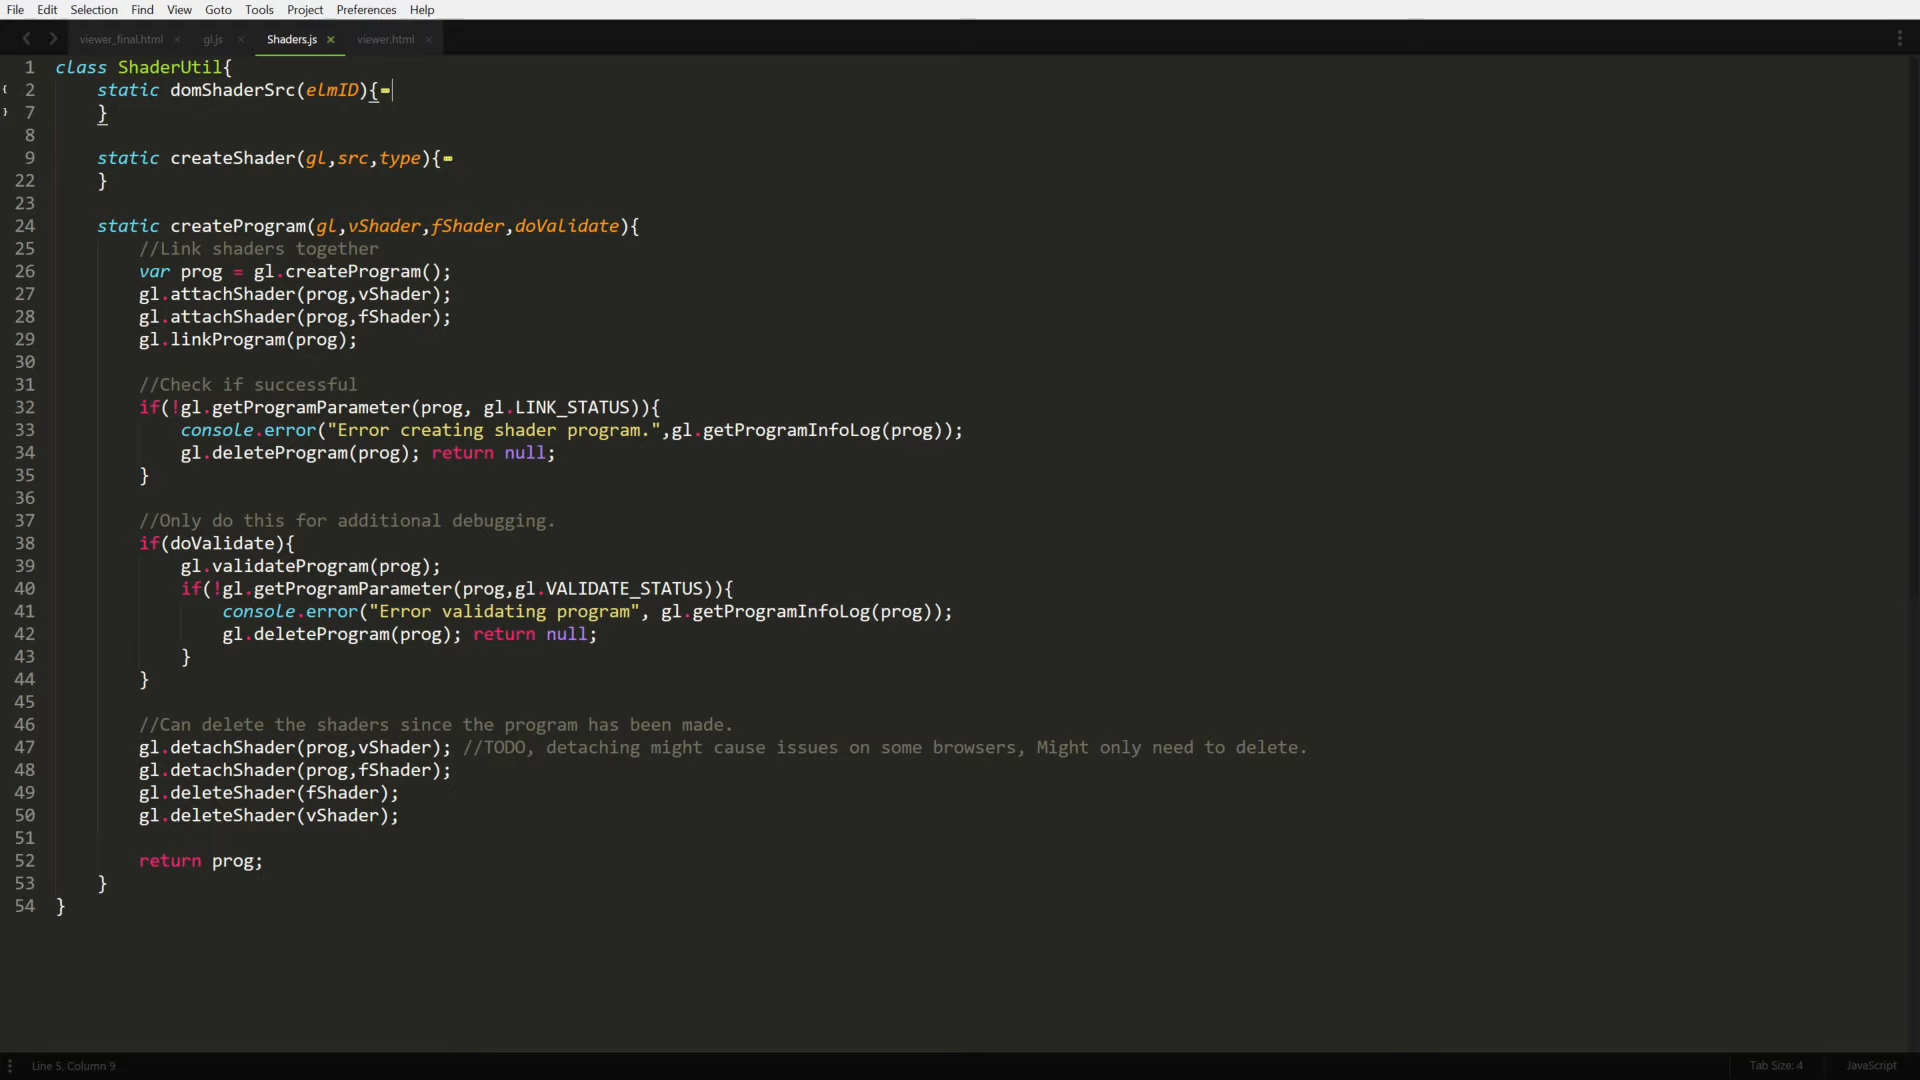 File Edit Selection Find View Goto Tools Project Preferences Help
viewer_final.html × gl.js × Shaders.js × viewer.html ×
1 class ShaderUtil{
2     static domShaderSrc(elmID){
7     }
8
9     static createShader(gl,src,type){
22     }
23
24     static createProgram(gl,vShader,fShader,doValidate){
25         //Link shaders together
26         var prog = gl.createProgram();
27         gl.attachShader(prog,vShader);
28         gl.attachShader(prog,fShader);
29         gl.linkProgram(prog);
30
31         //Check if successful
32         if(!gl.getProgramParameter(prog, gl.LINK_STATUS)){
33             console.error("Error creating shader program.",gl.getProgramInfoLog(prog));
34             gl.deleteProgram(prog); return null;
35         }
36
37         //Only do this for additional debugging.
38         if(doValidate){
39             gl.validateProgram(prog);
40             if(!gl.getProgramParameter(prog,gl.VALIDATE_STATUS)){
41                 console.error("Error validating program", gl.getProgramInfoLog(prog));
42                 gl.deleteProgram(prog); return null;
43             }
44         }
45
46         //Can delete the shaders since the program has been made.
47         gl.detachShader(prog,vShader); //TODO, detaching might cause issues on some browsers, Might only need to delete.
48         gl.detachShader(prog,fShader);
49         gl.deleteShader(fShader);
50         gl.deleteShader(vShader);
51
52         return prog;
53     }
54 }
Line 5, Column 9 Tab Size: 4 JavaScript